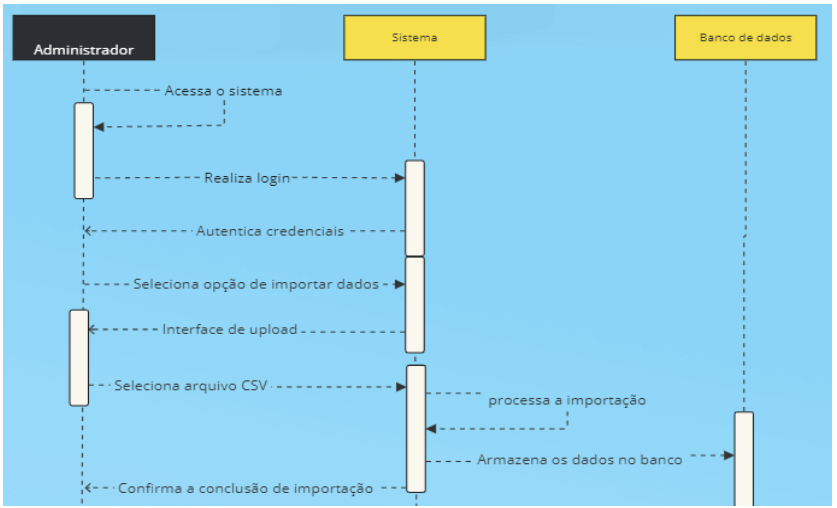 Administrador
Sistema
Banco de dados
Acessa o sistema
Realiza login
Autentica credenciais
Seleciona opção de importar dados
Interface de upload
Seleciona arquivo CSV
processa a importação
Armazena os dados no banco
Confirma a conclusão de importação